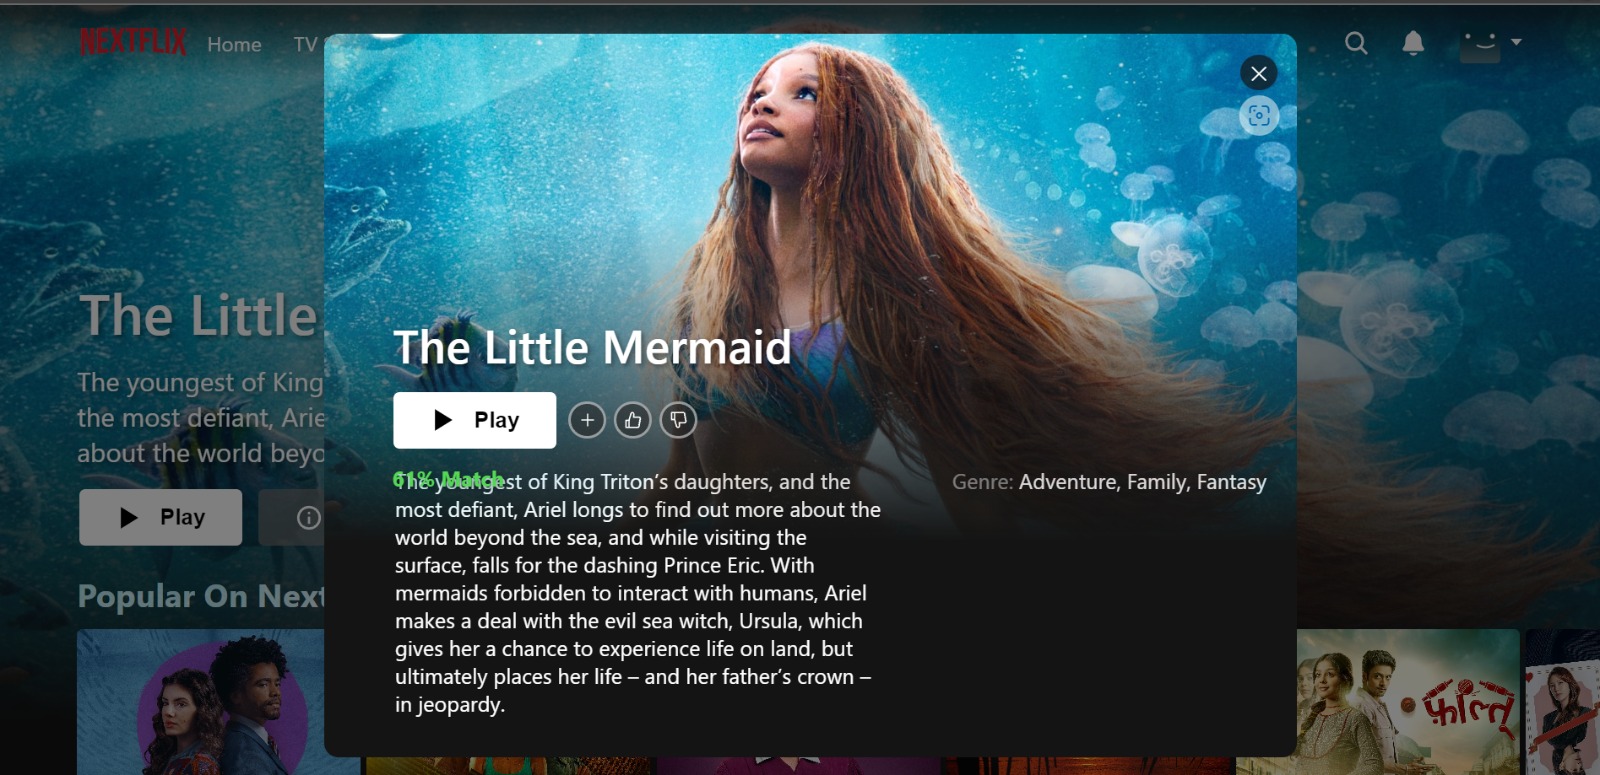 NEXTFLIX
Home
TV
The Little
The youngest of King
the most defiant, Arie
about the world beyo
Play
Popular On Next
The Little Mermaid
Play
61% Match
The youngest of King Triton’s daughters, and the
most defiant, Ariel longs to find out more about the
world beyond the sea, and while visiting the
surface, falls for the dashing Prince Eric. With
mermaids forbidden to interact with humans, Ariel
makes a deal with the evil sea witch, Ursula, which
gives her a chance to experience life on land, but
ultimately places her life – and her father’s crown –
in jeopardy.
Genre: Adventure, Family, Fantasy